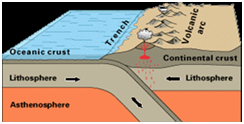 Volcanic
arc
Trench
Oceanic crust
Continental crust
Lithosphere
Lithosphere
Asthenosphere